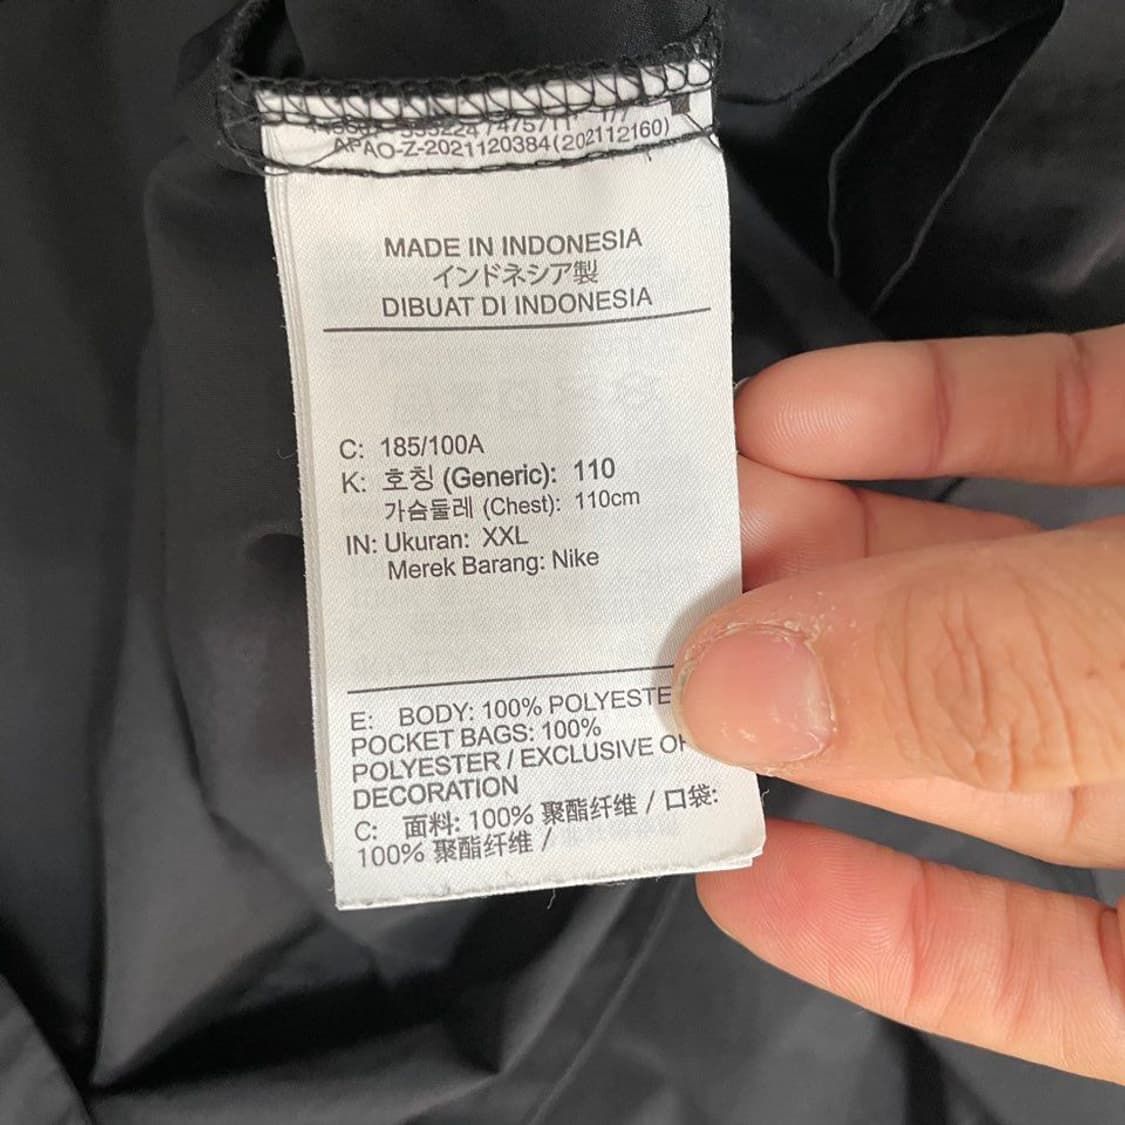 APAO-Z-2021120384(202112160)
MADE IN INDONESIA
インドネシア製
DIBUAT DI INDONESIA
C: 185/100A
K: 호칭 (Generic): 110
가슴둘레 (Chest): 110cm
IN: Ukuran: XXL
Merek Barang: Nike
E: BODY: 100% POLYESTE
POCKET BAGS: 100%
POLYESTER / EXCLUSIVE OF
DECORATION
C: 面料: 100% 聚酯纤维 / 口袋:
100% 聚酯纤维 /